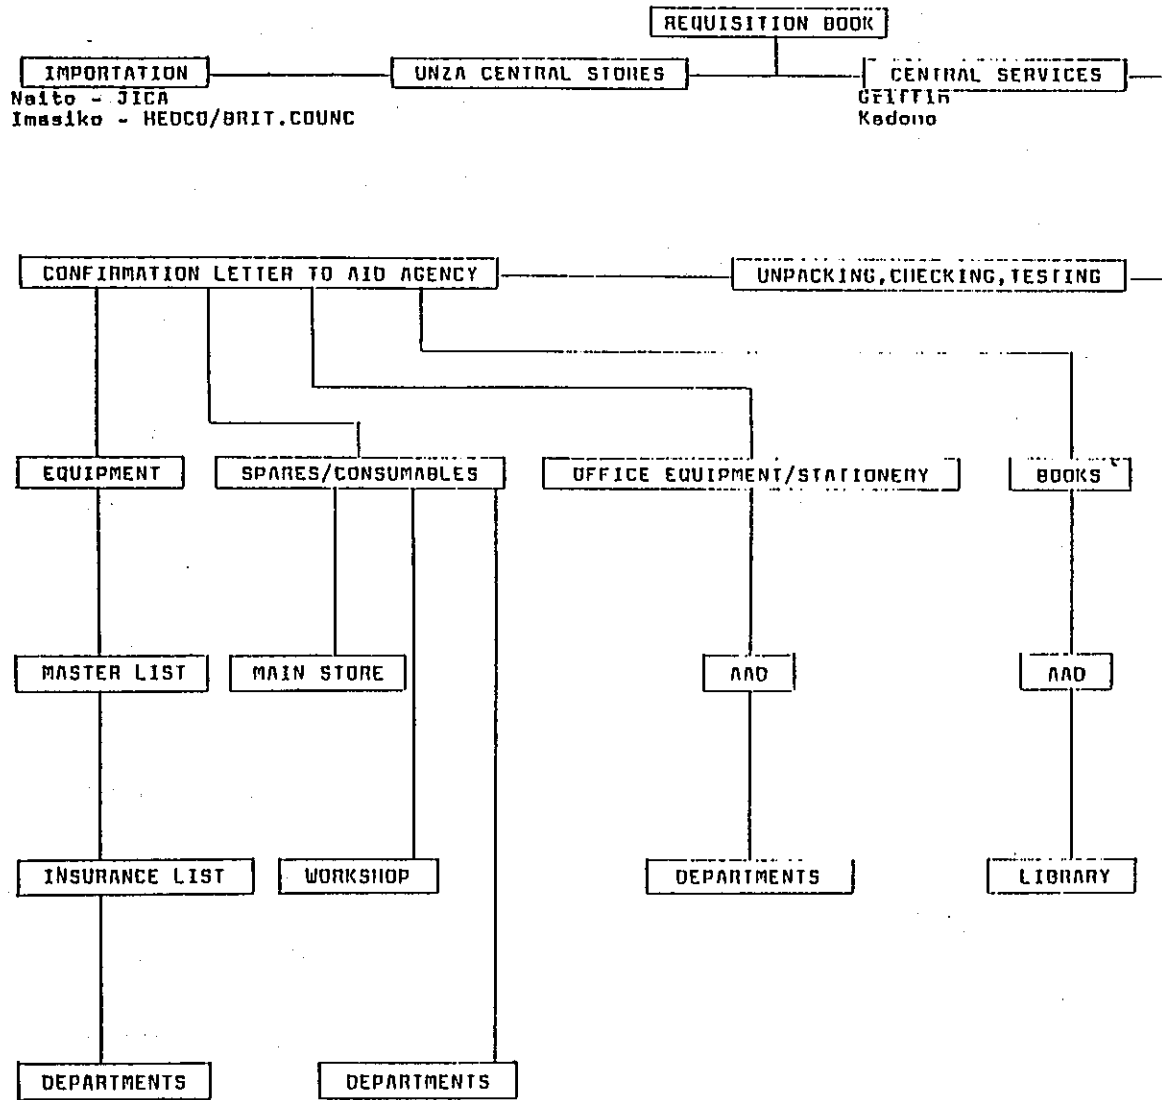 REQUISITION BOOK
IMPORTATION
UNZA CENTRAL STORES
CENTRAL SERVICES
Naito - JICA
Griffin
Imasiko - HEDCO/BRIT.COUNC
Kadono
CONFIRMATION LETTER TO AID AGENCY
UNPACKING,CHECKING,TESTING
EQUIPMENT
SPARES/CONSUMABLES
OFFICE EQUIPMENT/STATIONERY
BOOKS
MASTER LIST
MAIN STORE
AAO
AAO
INSURANCE LIST
WORKSHOP
DEPARTMENTS
LIBRARY
DEPARTMENTS
DEPARTMENTS